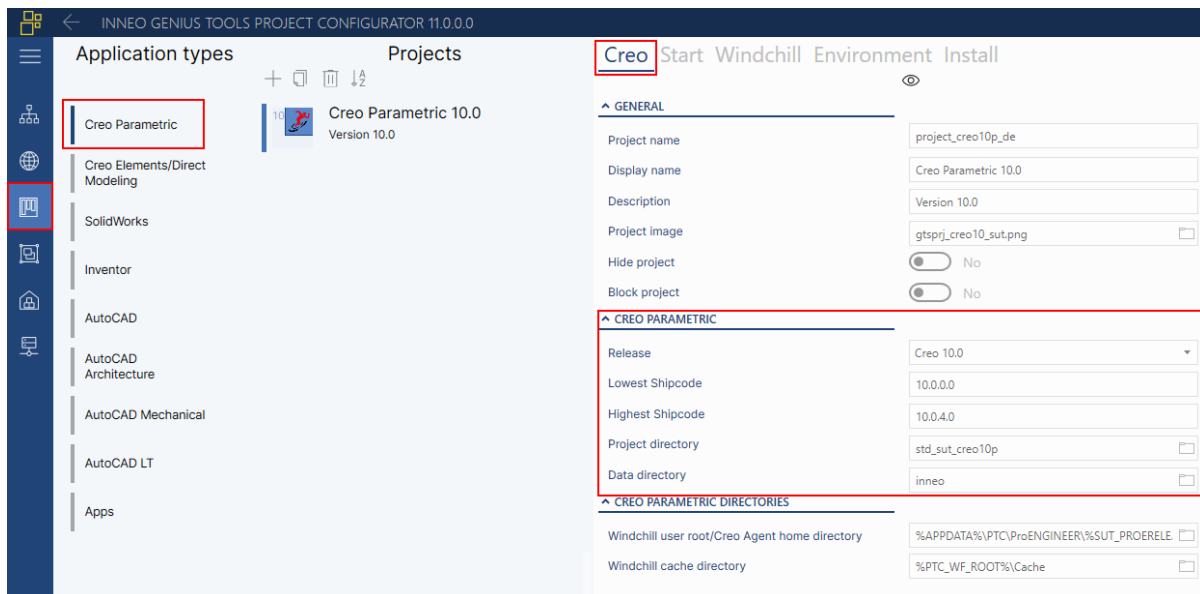 INNEO GENIUS TOOLS PROJECT CONFIGURATOR 11.0.0.0
Application types
Creo Parametric
Creo Elements/Direct
Modeling
SolidWorks
Inventor
AutoCAD
AutoCAD
Architecture
AutoCAD Mechanical
AutoCAD LT
Apps
Projects
10
Creo Parametric 10.0
Version 10.0
Creo Start Windchill Environment Install
GENERAL
Project name project_creo10p_de
Display name Creo Parametric 10.0
Description Version 10.0
Project image gtsprj_creo10_sut.png
Hide project No
Block project No
CREO PARAMETRIC
Release Creo 10.0
Lowest Shipcode 10.0.0.0
Highest Shipcode 10.0.4.0
Project directory std_sut_creo10p
Data directory inneo
CREO PARAMETRIC DIRECTORIES
Windchill user root/Creo Agent home directory %APPDATA%\PTC\ProENGINEER\%SUT_PROERELE.
Windchill cache directory %PTC_WF_ROOT%\Cache